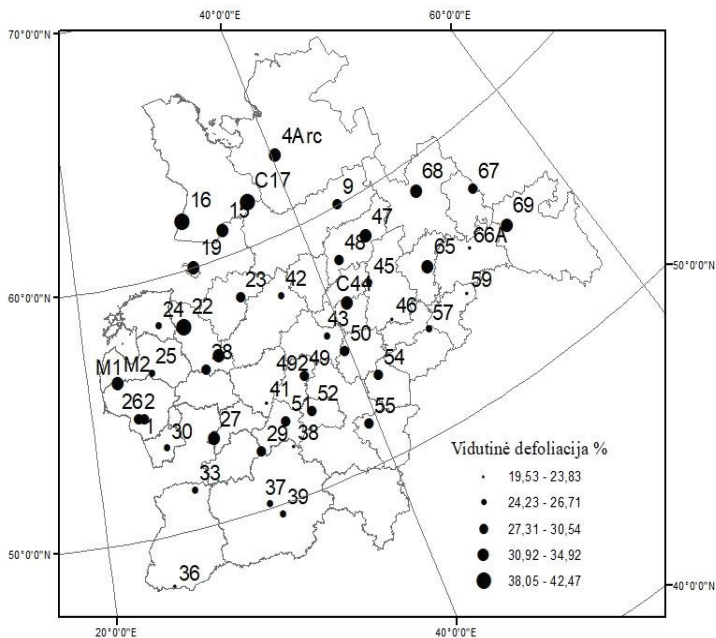 40°0'0"E 60°0'0"E
70°0'0"N
4Arc
68 67
C17 9
16 15 69
47
66A
19 48 65
45
50°0'0"N
23 42 C44 59
60°0'0"N
24 22 46 57
43
50
M1 M2 25 28 492 49 54
41 52
262 51 55
1 27
30 29 38
Vidutinė defoliacija %
33
37
39
19,53 - 23,83
24,23 - 26,71
27,31 - 30,54
30,92 - 34,92
38,05 - 42,47
50°0'0"N
36
40°0'0"N
20°0'0"E 40°0'0"E